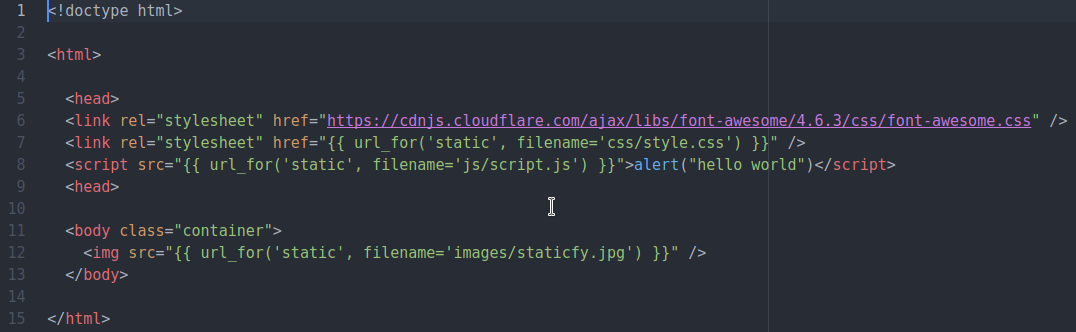 1 <!doctype html>
2
3 <html>
4
5 <head>
6 <link rel="stylesheet" href="https://cdnjs.cloudflare.com/ajax/libs/font-awesome/4.6.3/css/font-awesome.css" />
7 <link rel="stylesheet" href="{{ url_for('static', filename='css/style.css') }}" />
8 <script src="{{ url_for('static', filename='js/script.js') }}">alert("hello world")</script>
9 <head>
10
11 <body class="container">
12 <img src="{{ url_for('static', filename='images/staticfy.jpg') }}" />
13 </body>
14
15 </html>